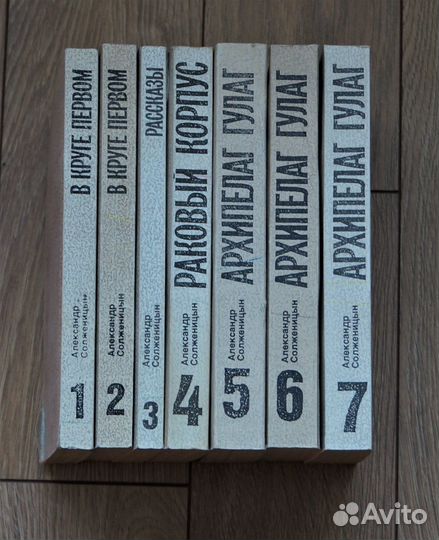 В КРУГЕ ПЕРВОМ
Александр
Солженицын
1
В КРУГЕ ПЕРВОМ
Александр
Солженицын
2
РАССКАЗЫ
Александр
Солженицын
3
РАКОВЫЙ КОРПУС
Александр
Солженицын
4
АРХИПЕЛАГ ГУЛАГ
Александр
Солженицын
5
АРХИПЕЛАГ ГУЛАГ
Александр
Солженицын
6
АРХИПЕЛАГ ГУЛАГ
Александр
Солженицын
7
Avito